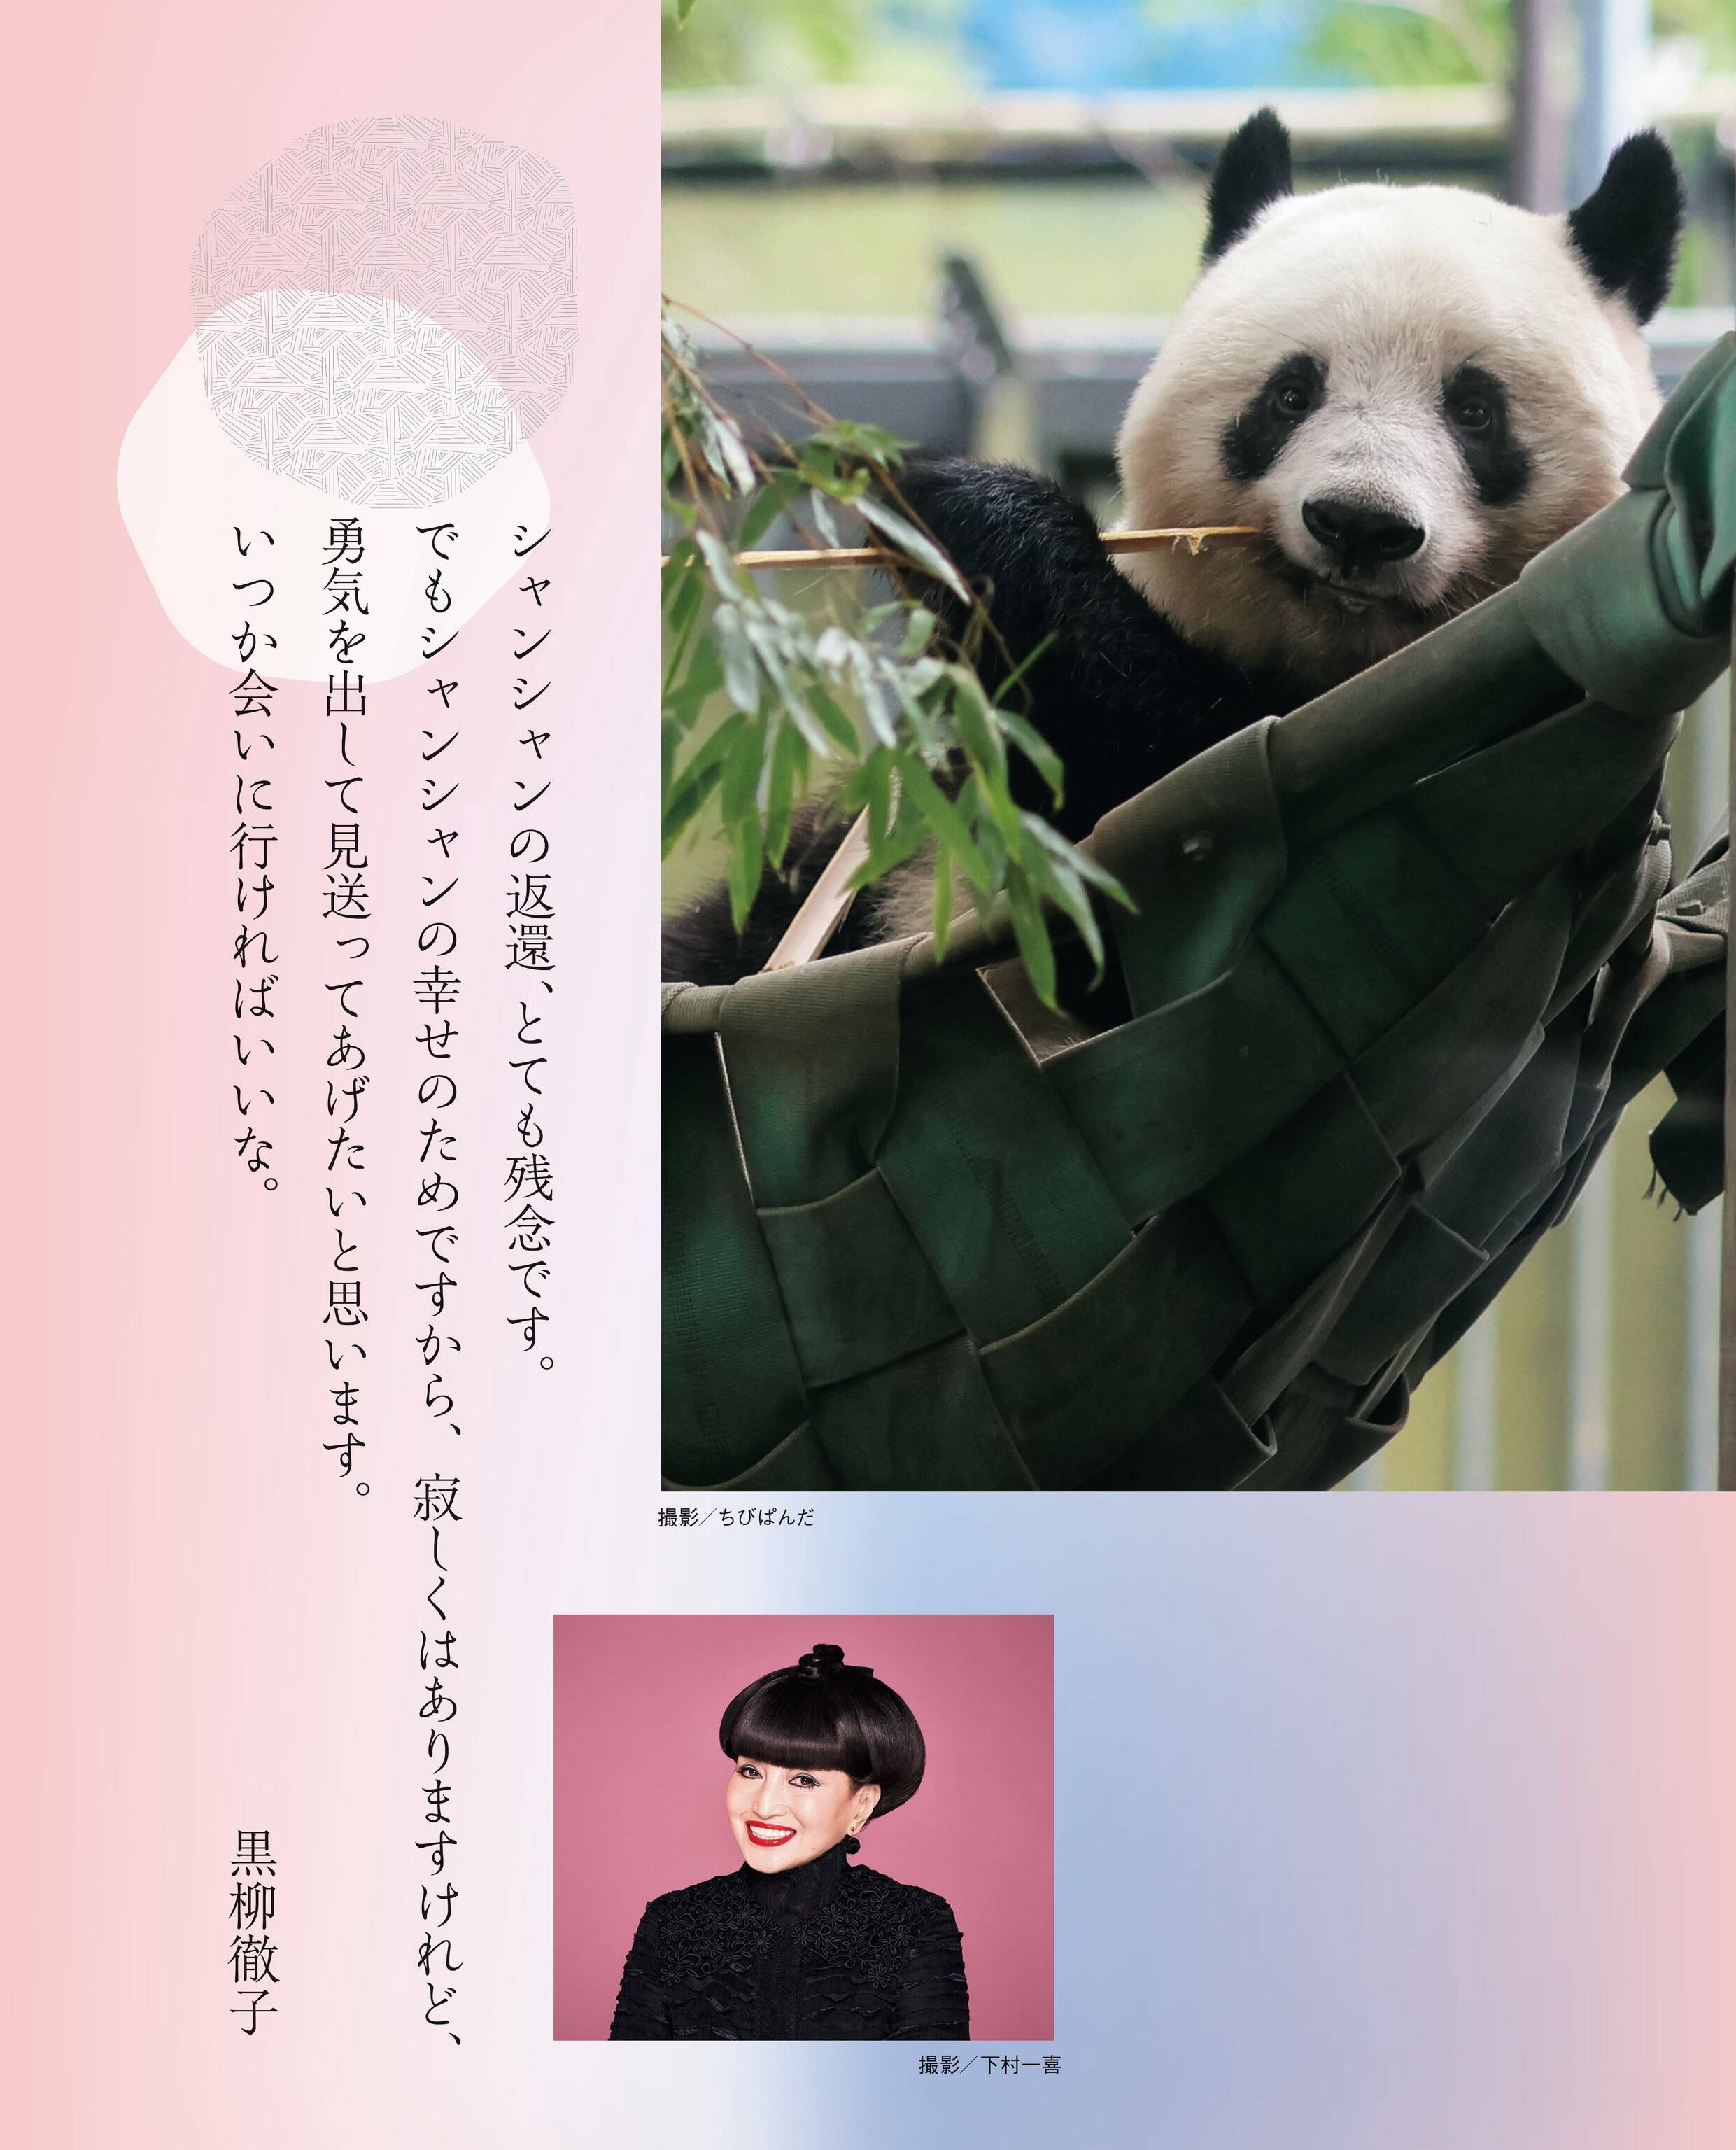 シャンシャンの返還、とても残念です。
でもシャンシャンの幸せのためですから、寂しくはありますけれど、
勇気を出して見送ってあげたいと思います。
いつか会いに行ければいいな。
黒柳徹子
撮影／ちびぱんだ
撮影／下村一喜